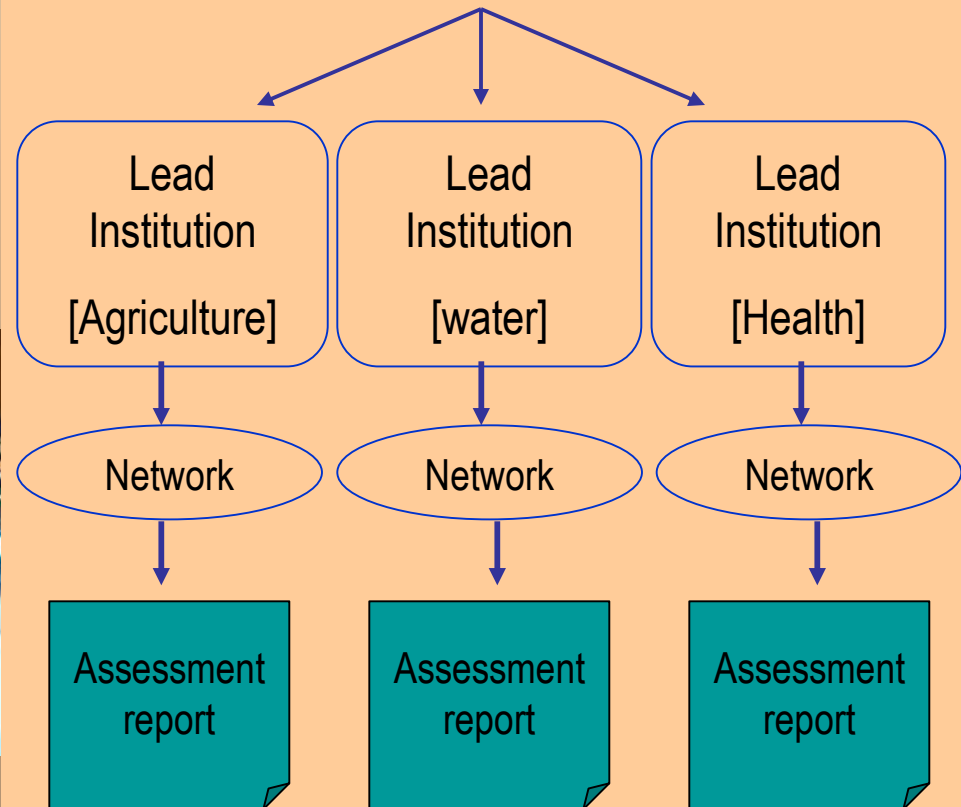 Lead
Institution
[Agriculture]
Lead
Institution
[water]
Lead
Institution
[Health]
Network
Network
Network
Assessment
report
Assessment
report
Assessment
report